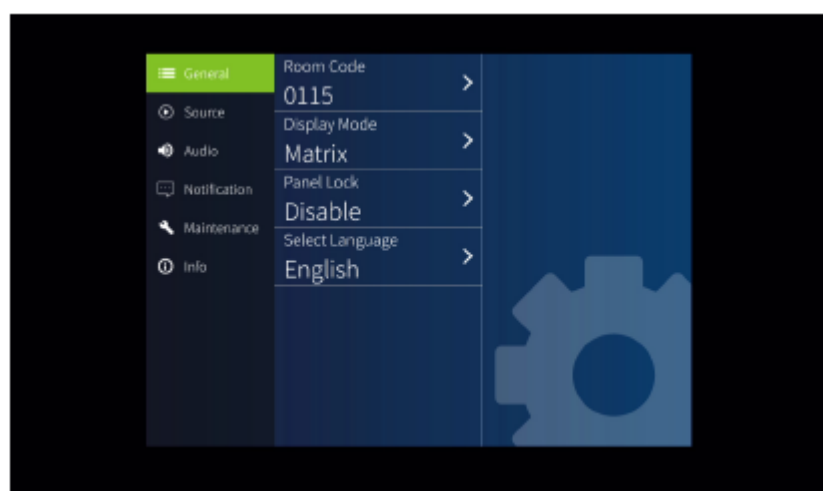 General
Source
Audio
Notification
Maintenance
Info
Room Code
0115
Display Mode
Matrix
Panel Lock
Disable
Select Language
English